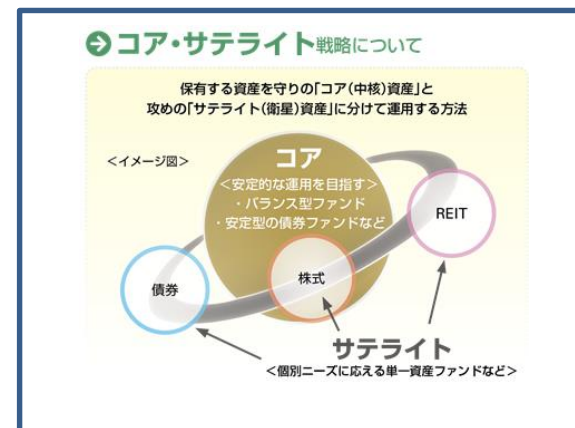 コア・サテライト戦略について
保有する資産を守りの「コア(中核)資産」と
攻めの「サテライト(衛星)資産」に分けて運用する方法
<イメージ図>
コア
<安定的な運用を目指す>
・バランス型ファンド
・安定型の債券ファンドなど
REIT
株式
債券
サテライト
<個別ニーズに応える単一資産ファンドなど>